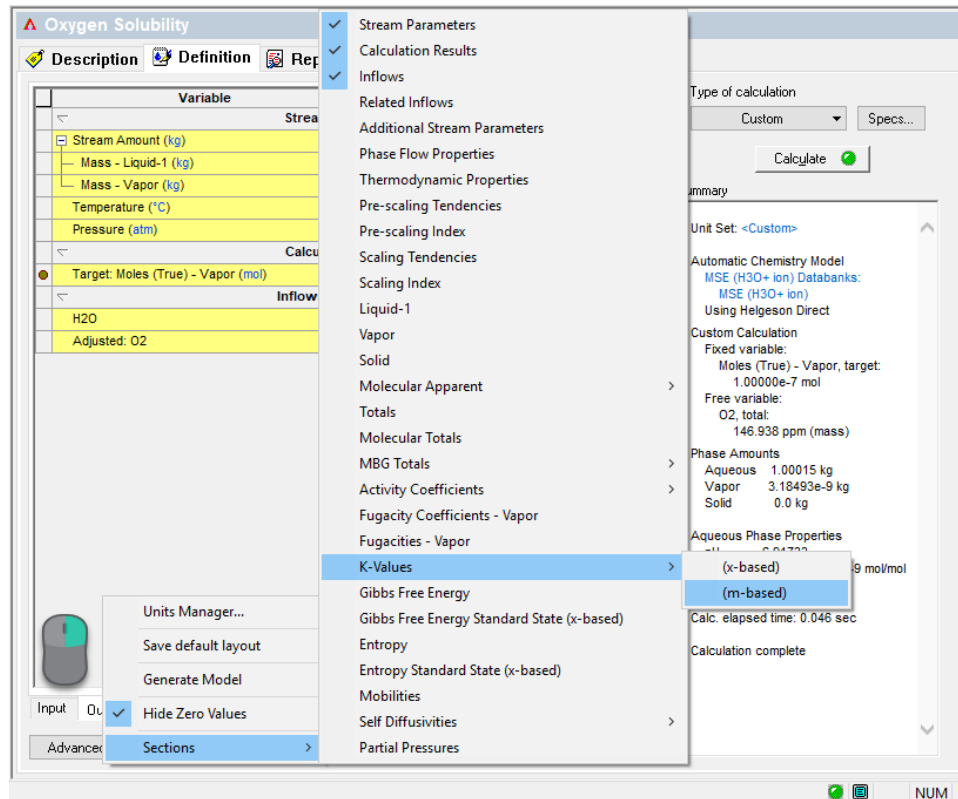 Oxygen Solubility
Description
Definition
Rep
Variable
Strea
Stream Amount (kg)
Mass - Liquid-1 (kg)
Mass - Vapor (kg)
Temperature (°C)
Pressure (atm)
Calcu
Target: Moles (True) - Vapor (mol)
Inflow
H2O
Adjusted: O2
Input
Ou
Advanced
Units Manager...
Save default layout
Generate Model
Hide Zero Values
Sections
Stream Parameters
Calculation Results
Inflows
Related Inflows
Additional Stream Parameters
Phase Flow Properties
Thermodynamic Properties
Pre-scaling Tendencies
Pre-scaling Index
Scaling Tendencies
Scaling Index
Liquid-1
Vapor
Solid
Molecular Apparent
Totals
Molecular Totals
MBG Totals
Activity Coefficients
Fugacity Coefficients - Vapor
Fugacities - Vapor
K-Values
Gibbs Free Energy
Gibbs Free Energy Standard State (x-based)
Entropy
Entropy Standard State (x-based)
Mobilities
Self Diffusivities
Partial Pressures
(x-based)
(m-based)
Type of calculation
Custom
Specs...
Calculate
ummary
Unit Set: <Custom>
Automatic Chemistry Model
MSE (H3O+ ion) Databanks:
MSE (H3O+ ion)
Using Helgeson Direct
Custom Calculation
Fixed variable:
Moles (True) - Vapor, target:
1.00000e-7 mol
Free variable:
O2, total:
146.938 ppm (mass)
Phase Amounts
Aqueous 1.00015 kg
Vapor 3.18493e-9 kg
Solid 0.0 kg
Aqueous Phase Properties
9 mol/mol
Calc. elapsed time: 0.046 sec
Calculation complete
NUM